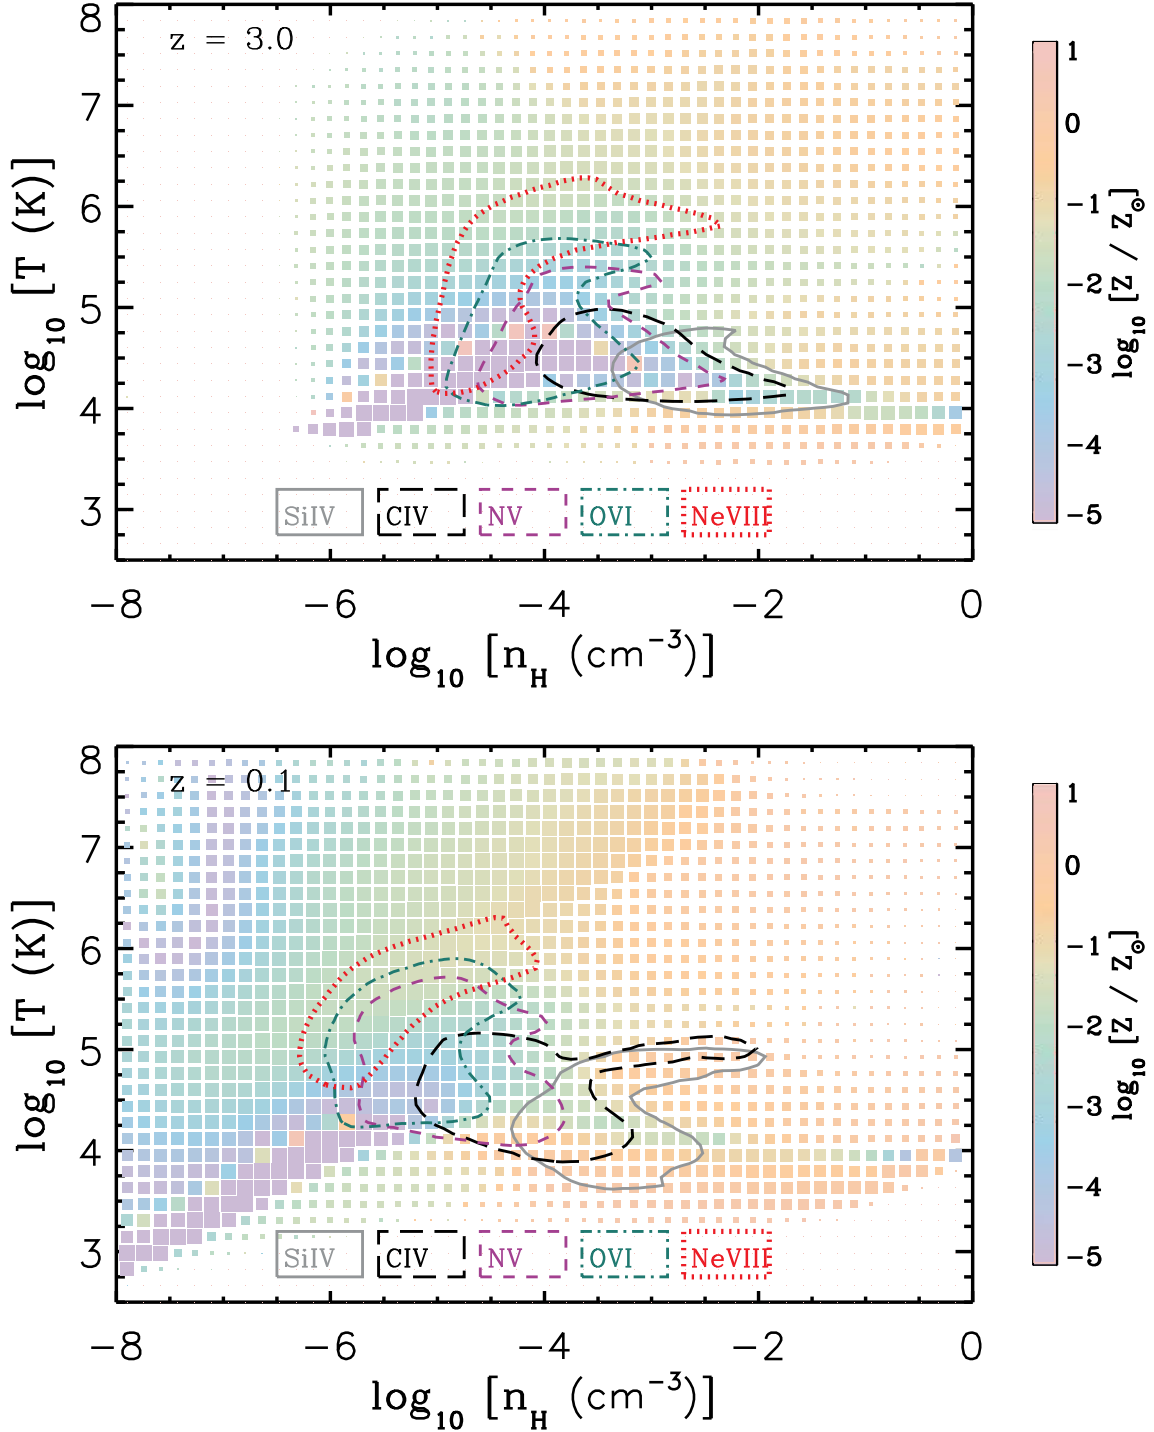 z = 3.0
8
7
6
5
4
3
log10 [T (K)]
SiIV CIV NV OVI NeVIII
-8 -6 -4 -2 0
log10 [nH (cm-3)]
1
0
-1
-2
-3
-4
-5
log10 [Z / Z⊙]
z = 0.1
8
7
6
5
4
3
log10 [T (K)]
SiIV CIV NV OVI NeVIII
-8 -6 -4 -2 0
log10 [nH (cm-3)]
1
0
-1
-2
-3
-4
-5
log10 [Z / Z⊙]